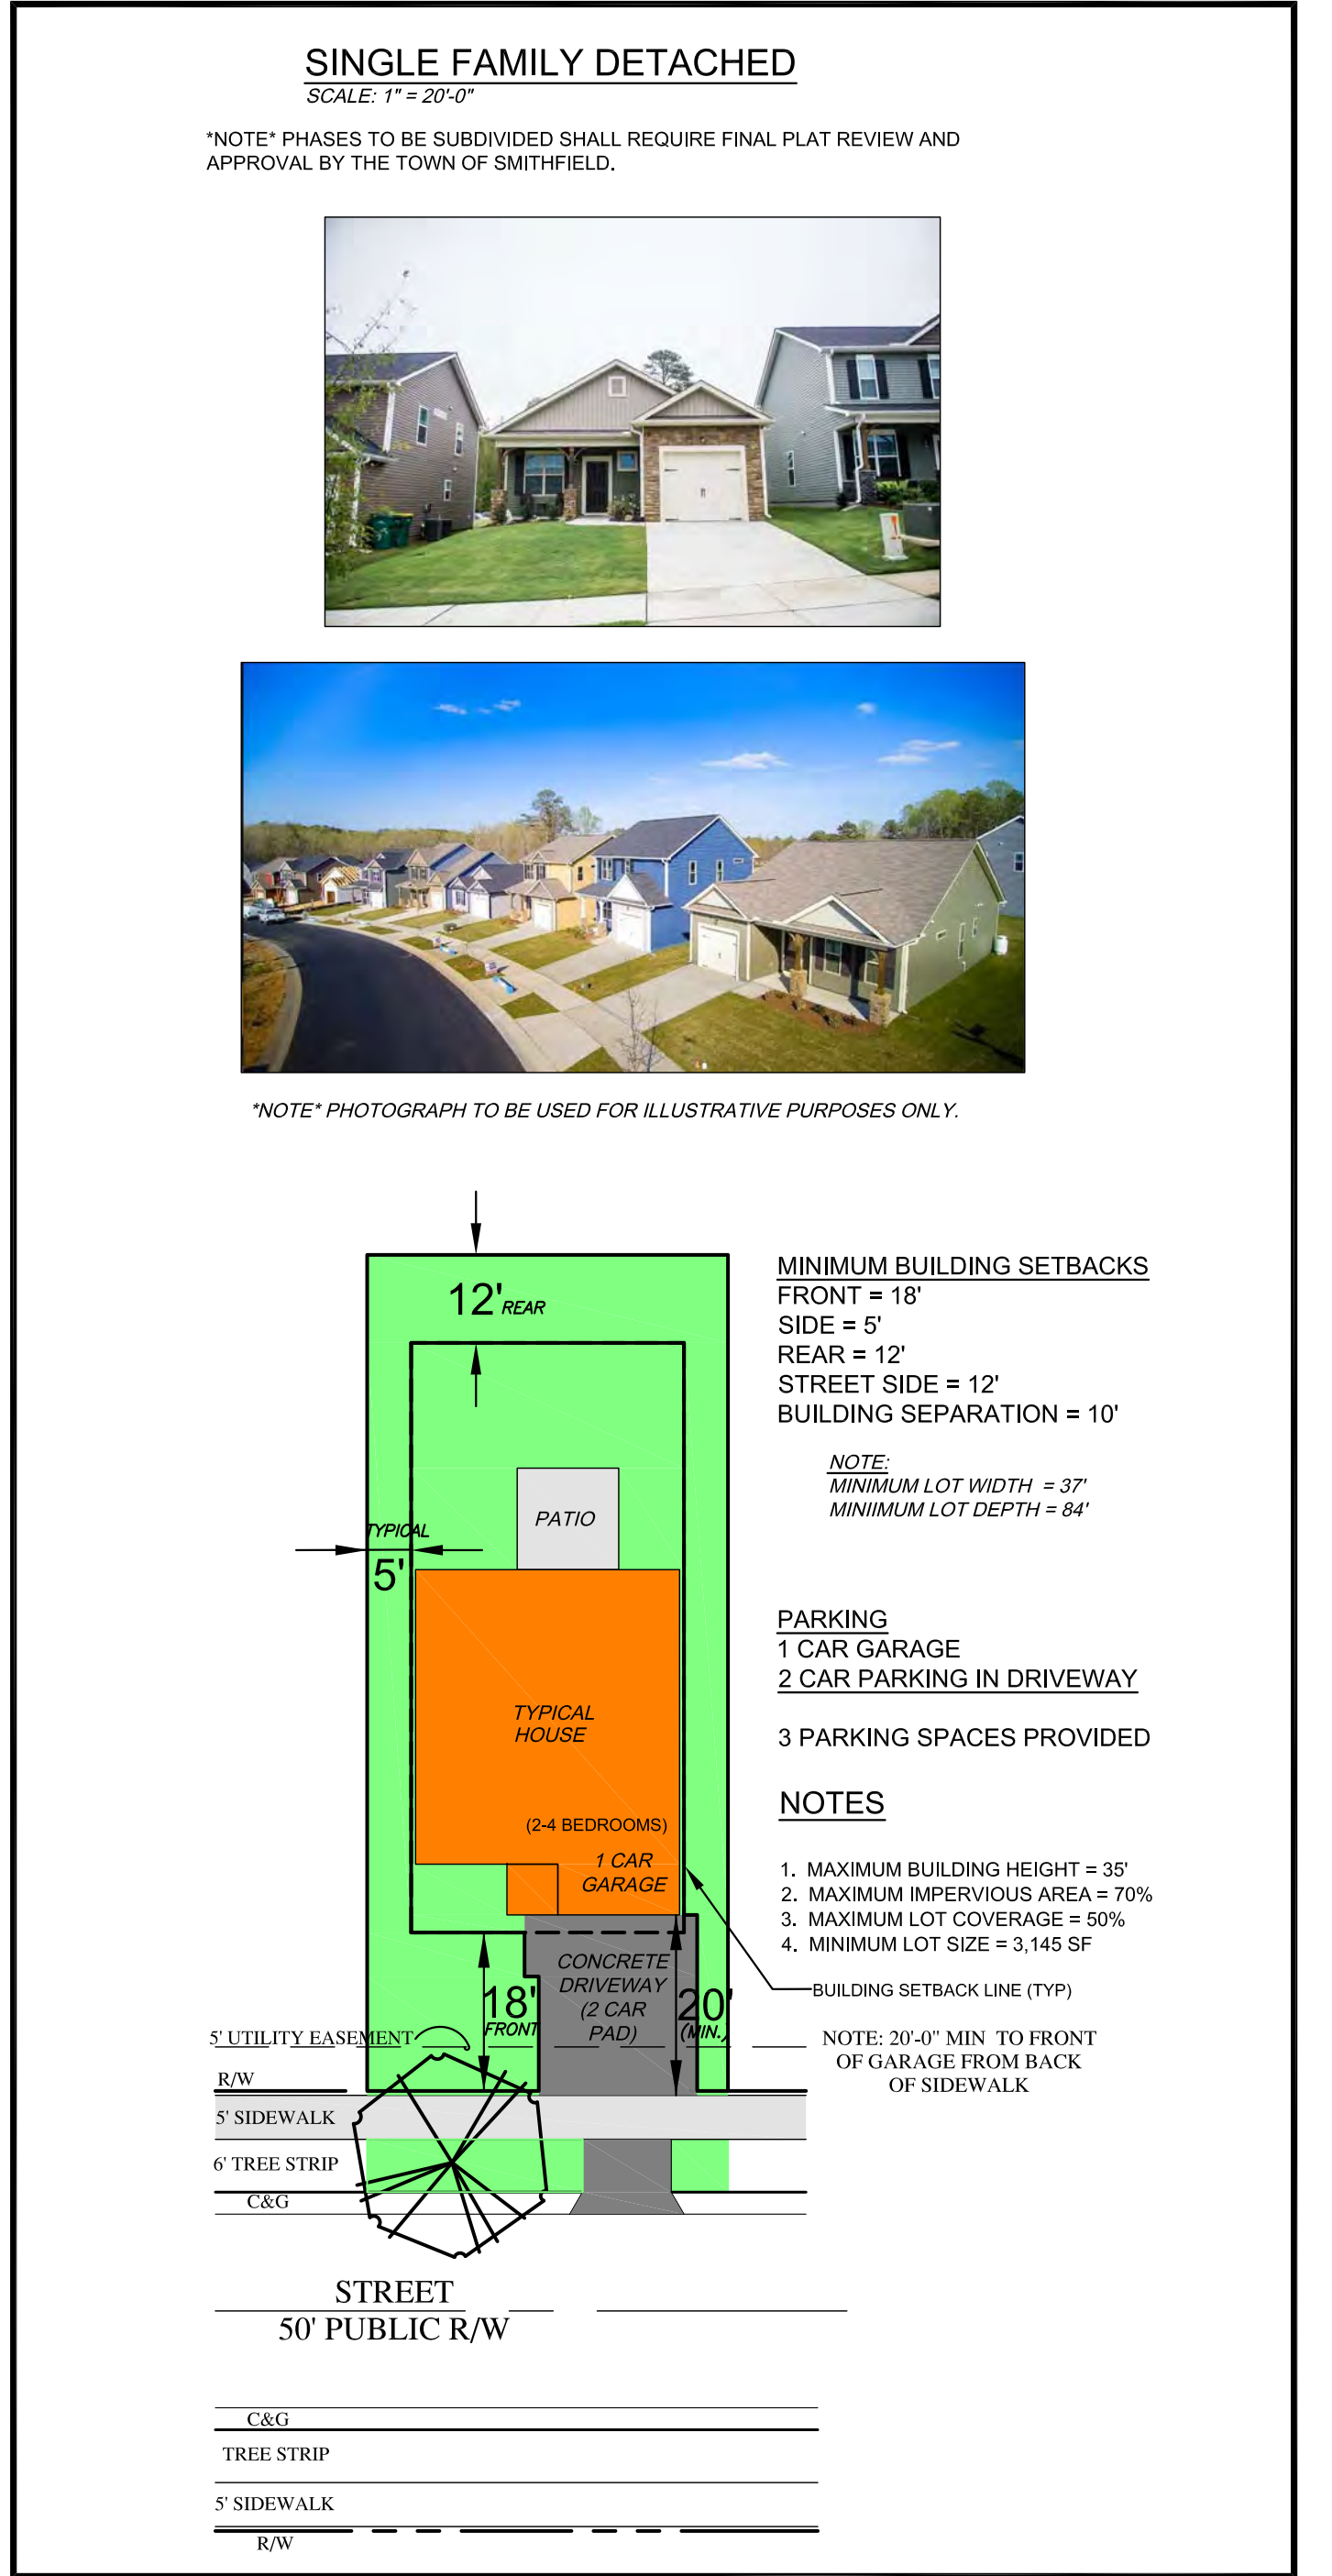 SINGLE FAMILY DETACHED
SCALE: 1" = 20'-0"
*NOTE* PHASES TO BE SUBDIVIDED SHALL REQUIRE FINAL PLAT REVIEW AND
APPROVAL BY THE TOWN OF SMITHFIELD.
*NOTE* PHOTOGRAPH TO BE USED FOR ILLUSTRATIVE PURPOSES ONLY.
12' REAR
TYPICAL
5'
PATIO
TYPICAL
HOUSE
(2-4 BEDROOMS)
1 CAR
GARAGE
CONCRETE
DRIVEWAY
(2 CAR
PAD)
18'
FRONT
20'
(MIN.)
MINIMUM BUILDING SETBACKS
FRONT = 18'
SIDE = 5'
REAR = 12'
STREET SIDE = 12'
BUILDING SEPARATION = 10'
NOTE:
MINIMUM LOT WIDTH = 37'
MINIIMUM LOT DEPTH = 84'
PARKING
1 CAR GARAGE
2 CAR PARKING IN DRIVEWAY
3 PARKING SPACES PROVIDED
NOTES
1. MAXIMUM BUILDING HEIGHT = 35'
2. MAXIMUM IMPERVIOUS AREA = 70%
3. MAXIMUM LOT COVERAGE = 50%
4. MINIMUM LOT SIZE = 3,145 SF
BUILDING SETBACK LINE (TYP)
NOTE: 20'-0" MIN TO FRONT
OF GARAGE FROM BACK
OF SIDEWALK
5' UTILITY EASEMENT
R/W
5' SIDEWALK
6' TREE STRIP
C&G
STREET
50' PUBLIC R/W
C&G
TREE STRIP
5' SIDEWALK
R/W